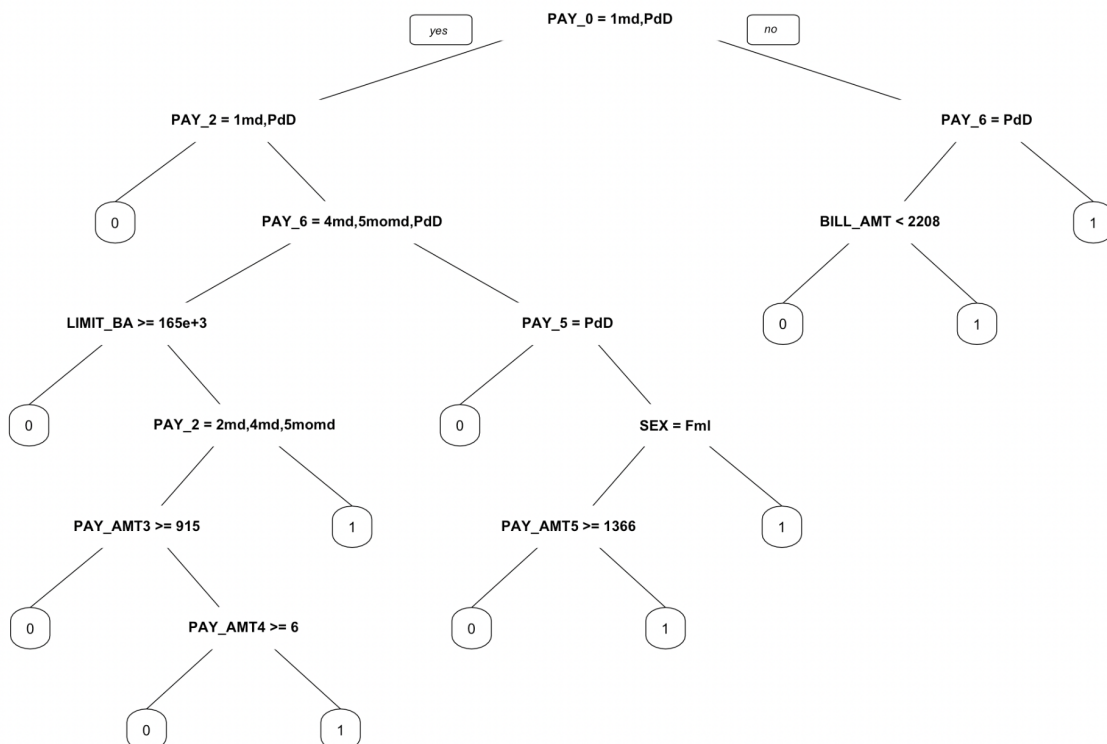 PAY_0 = 1md,PdD
yes
no
PAY_2 = 1md,PdD
PAY_6 = PdD
0
PAY_6 = 4md,5momd,PdD
BILL_AMT < 2208
1
LIMIT_BA >= 165e+3
PAY_5 = PdD
0
1
0
PAY_2 = 2md,4md,5momd
0
SEX = Fml
PAY_AMT3 >= 915
1
PAY_AMT5 >= 1366
1
0
PAY_AMT4 >= 6
0
1
0
1